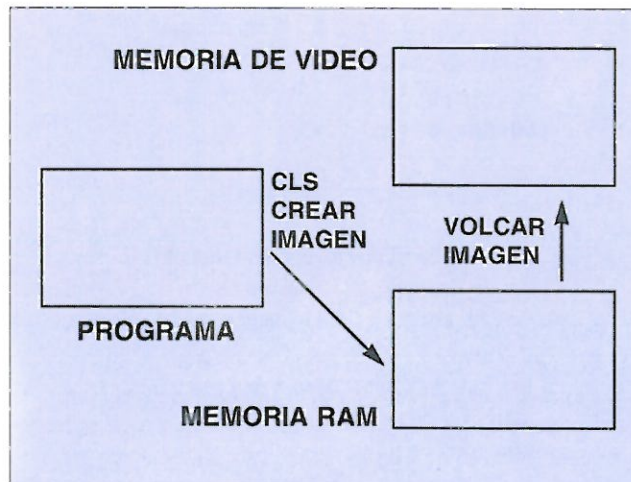 MEMORIA DE VIDEO
CLS
CREAR
IMAGEN
VOLCAR
IMAGEN
PROGRAMA
MEMORIA RAM